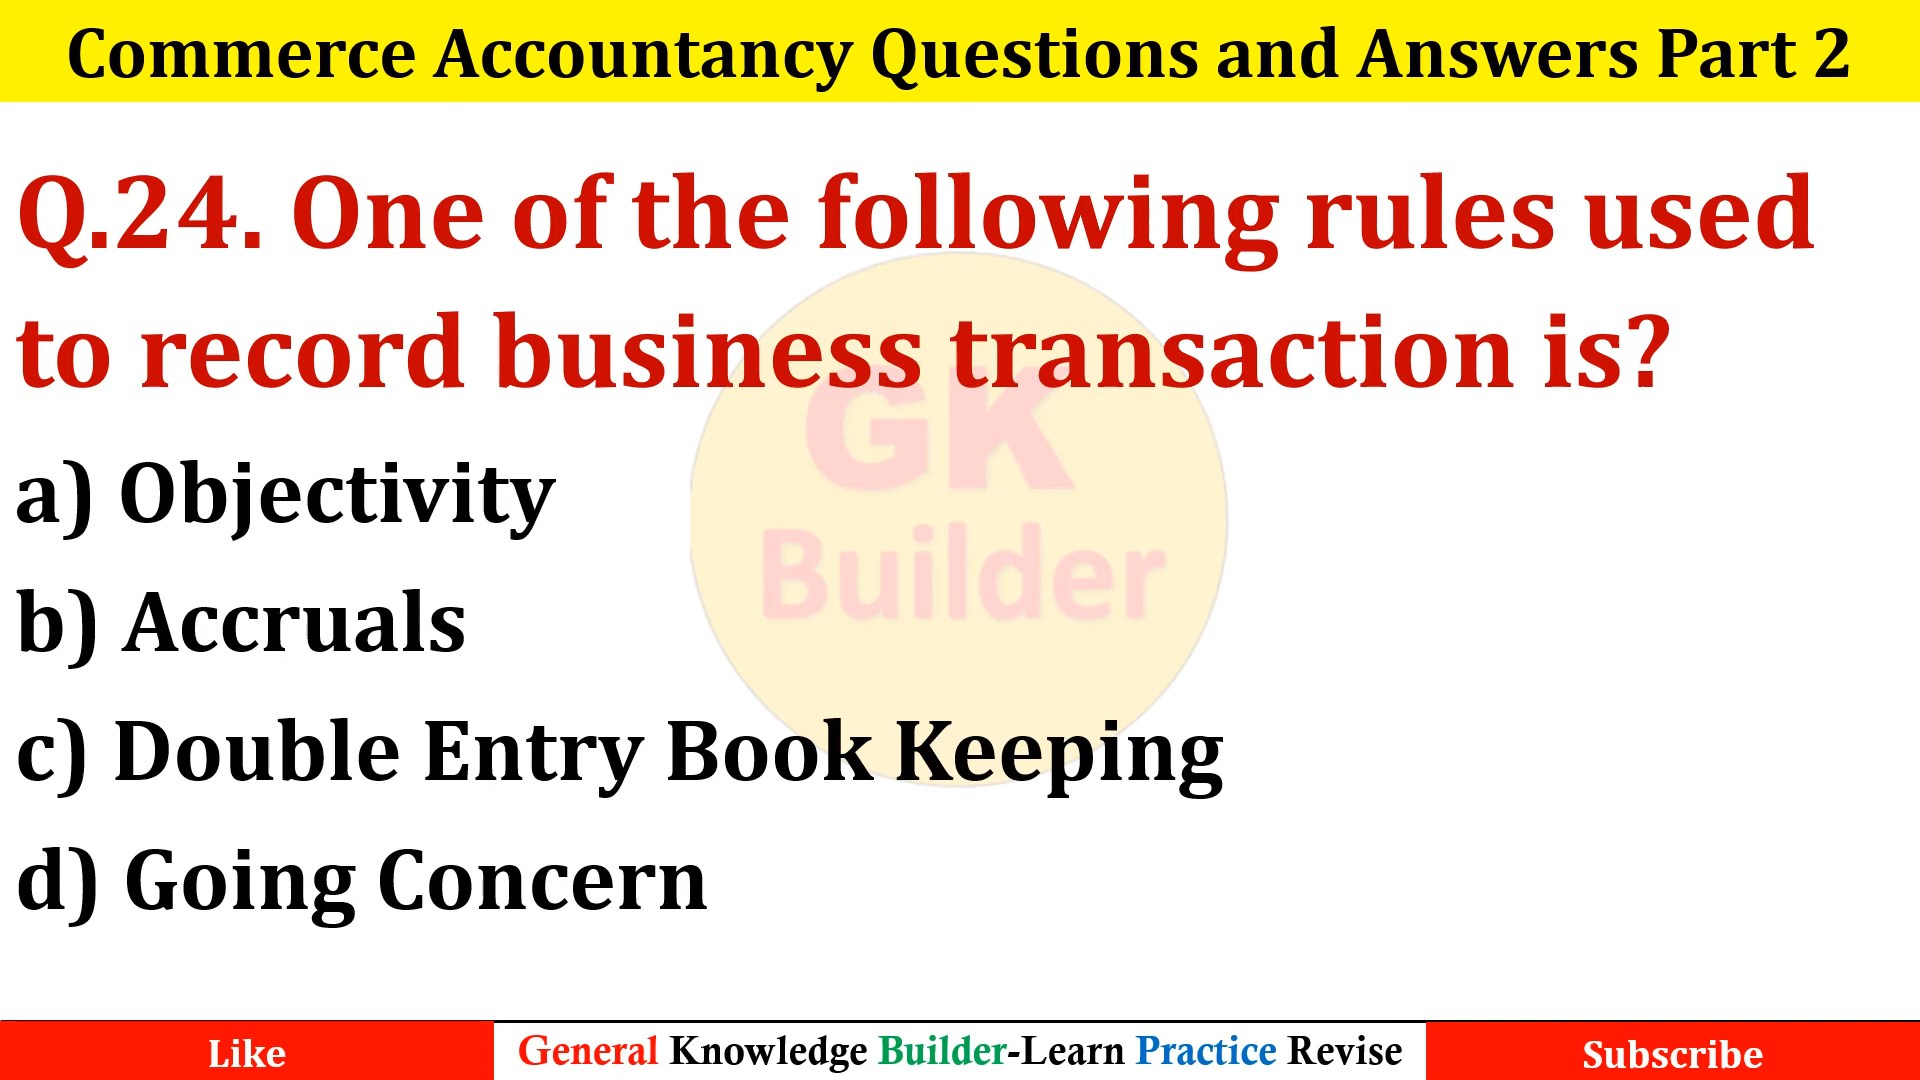 Commerce Accountancy Questions and Answers Part 2
Q.24. One of the following rules used
to record business transaction is?
GK
Builder
a) Objectivity
b) Accruals
c) Double Entry Book Keeping
d) Going Concern
Like
General Knowledge Builder-Learn Practice Revise
Subscribe